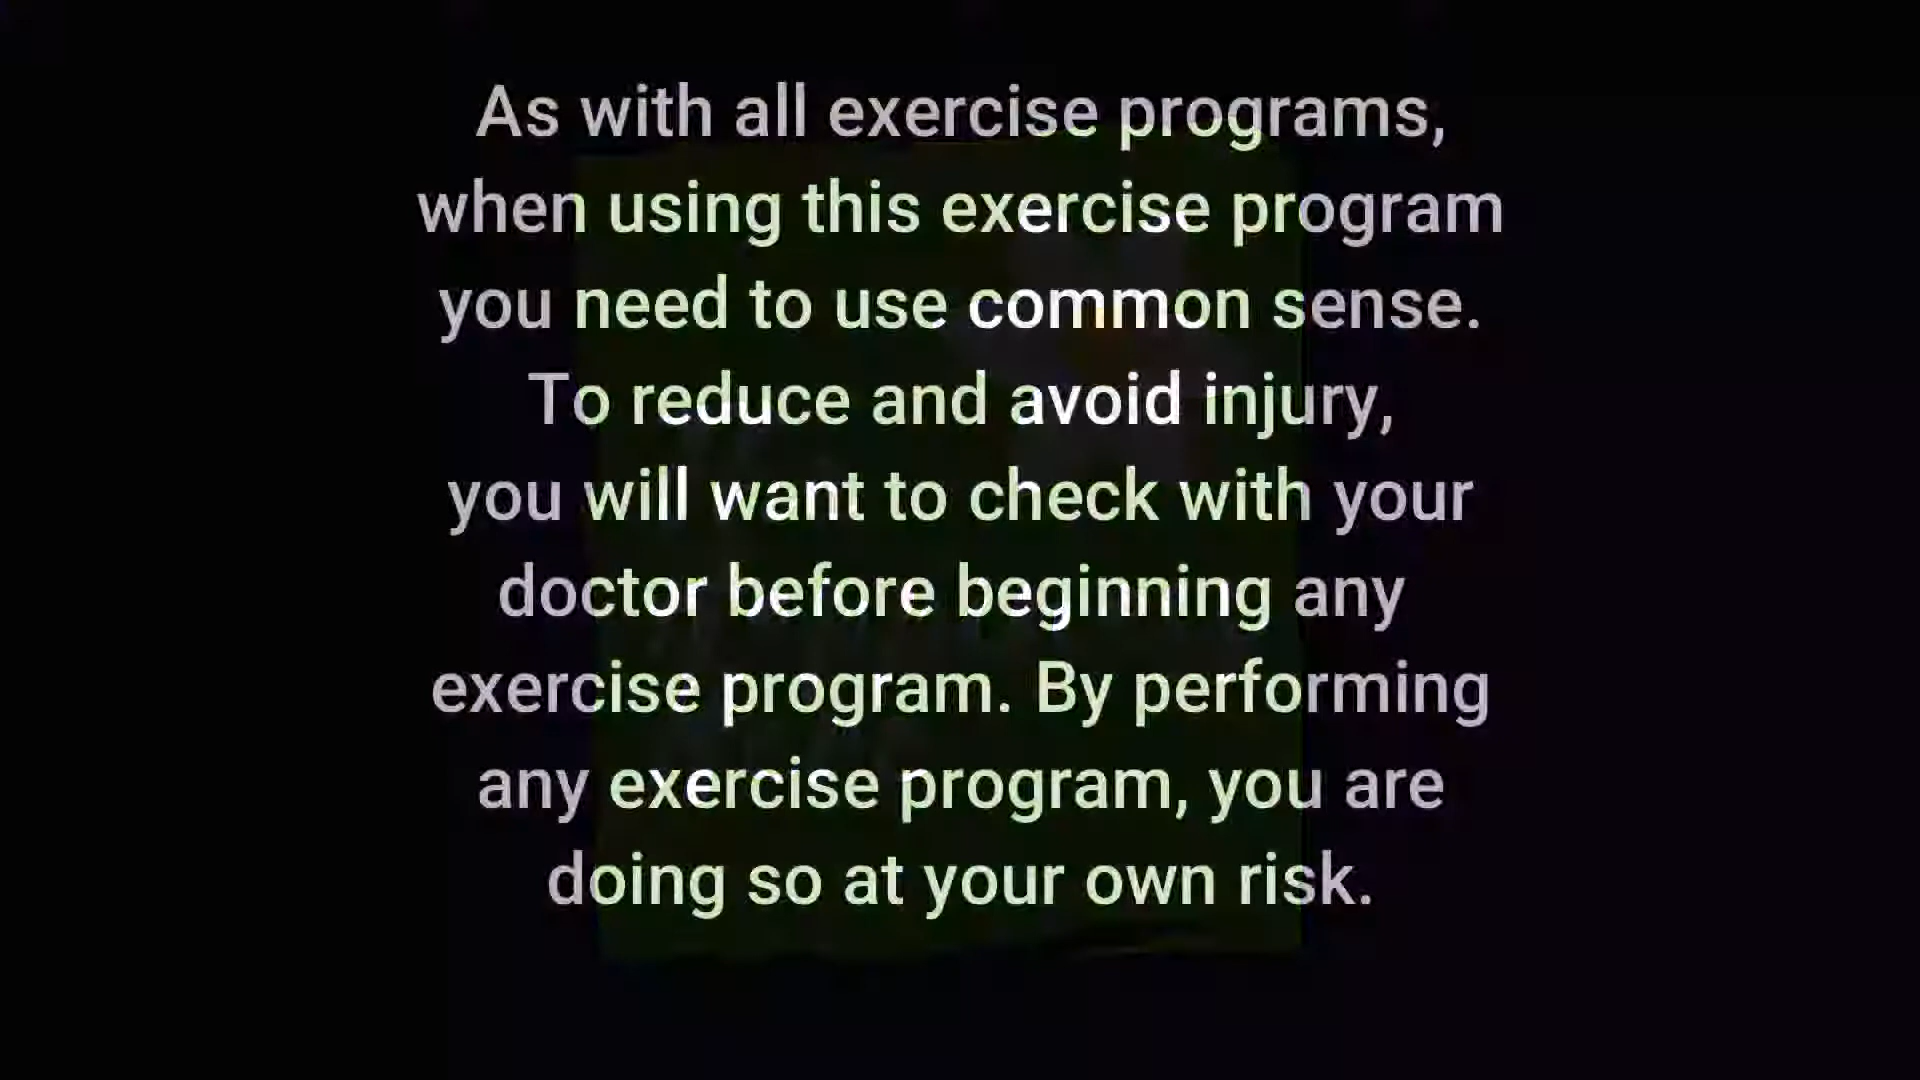 As with all exercise programs,
when using this exercise program
you need to use common sense.
To reduce and avoid injury,
you will want to check with your
doctor before beginning any
exercise program. By performing
any exercise program, you are
doing so at your own risk.